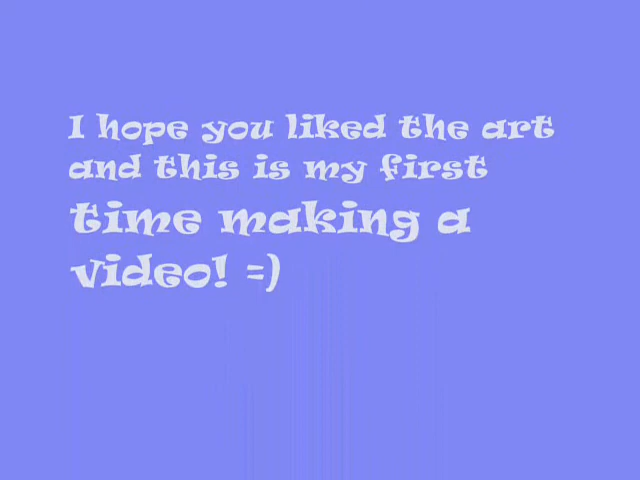 I hope you liked the art
and this is my first
time making a
video! =)